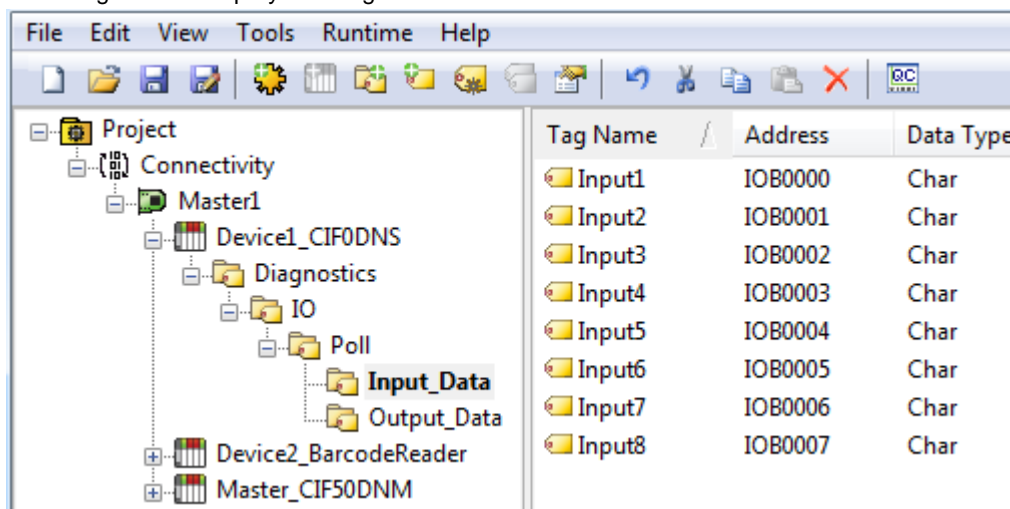 File Edit View Tools Runtime Help
QC
Project
Connectivity
Master1
Device1_CIF0DNS
Diagnostics
IO
Poll
Input_Data
Output_Data
Device2_BarcodeReader
Master_CIF50DNM
Tag Name Address Data Type
Input1 IOB0000 Char
Input2 IOB0001 Char
Input3 IOB0002 Char
Input4 IOB0003 Char
Input5 IOB0004 Char
Input6 IOB0005 Char
Input7 IOB0006 Char
Input8 IOB0007 Char